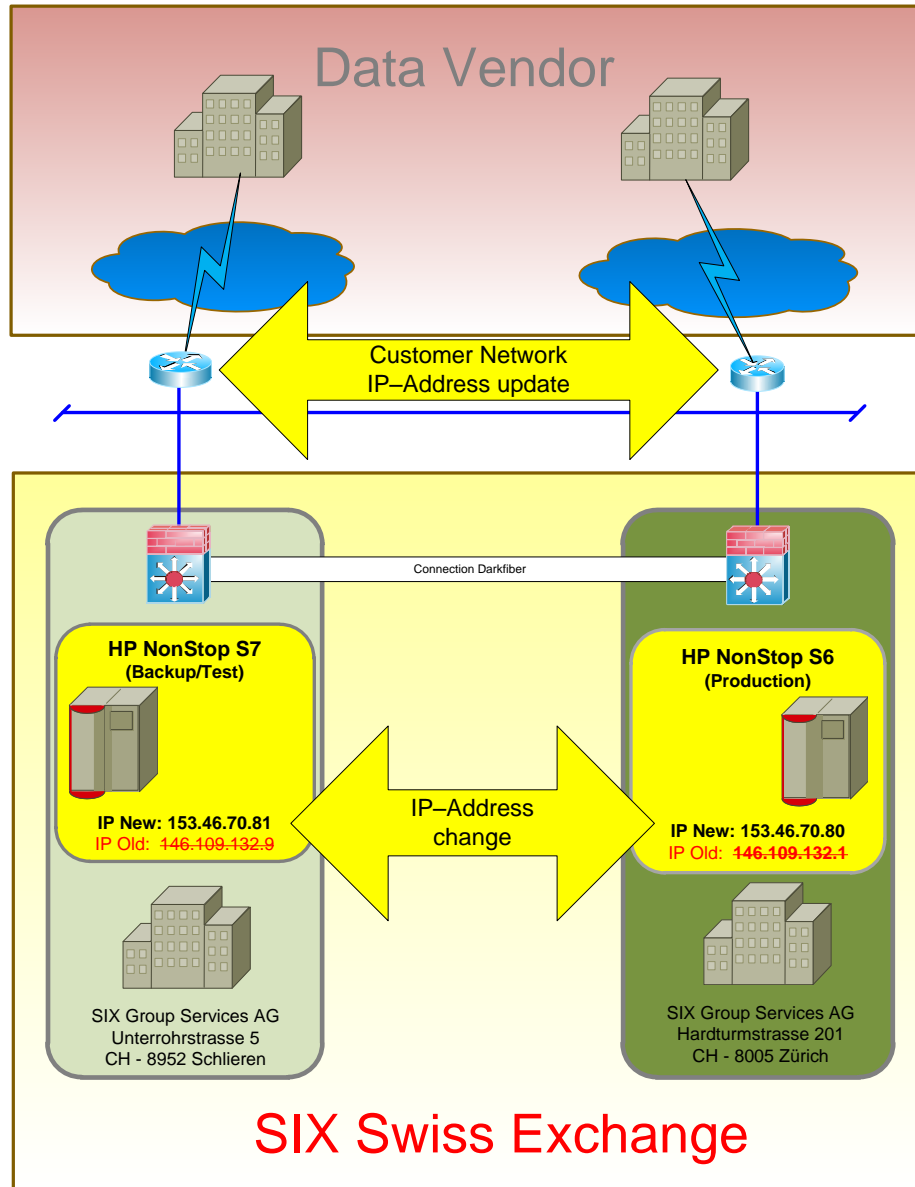 Data Vendor
Customer Network
IP–Address update
Connection Darkfiber
HP NonStop S7
(Backup/Test)
IP New: 153.46.70.81
IP Old: 146.109.132.9
HP NonStop S6
(Production)
IP New: 153.46.70.80
IP Old: 146.109.132.1
IP–Address
change
SIX Group Services AG
Unterrohrstrasse 5
CH - 8952 Schlieren
SIX Group Services AG
Hardturmstrasse 201
CH - 8005 Zürich
SIX Swiss Exchange